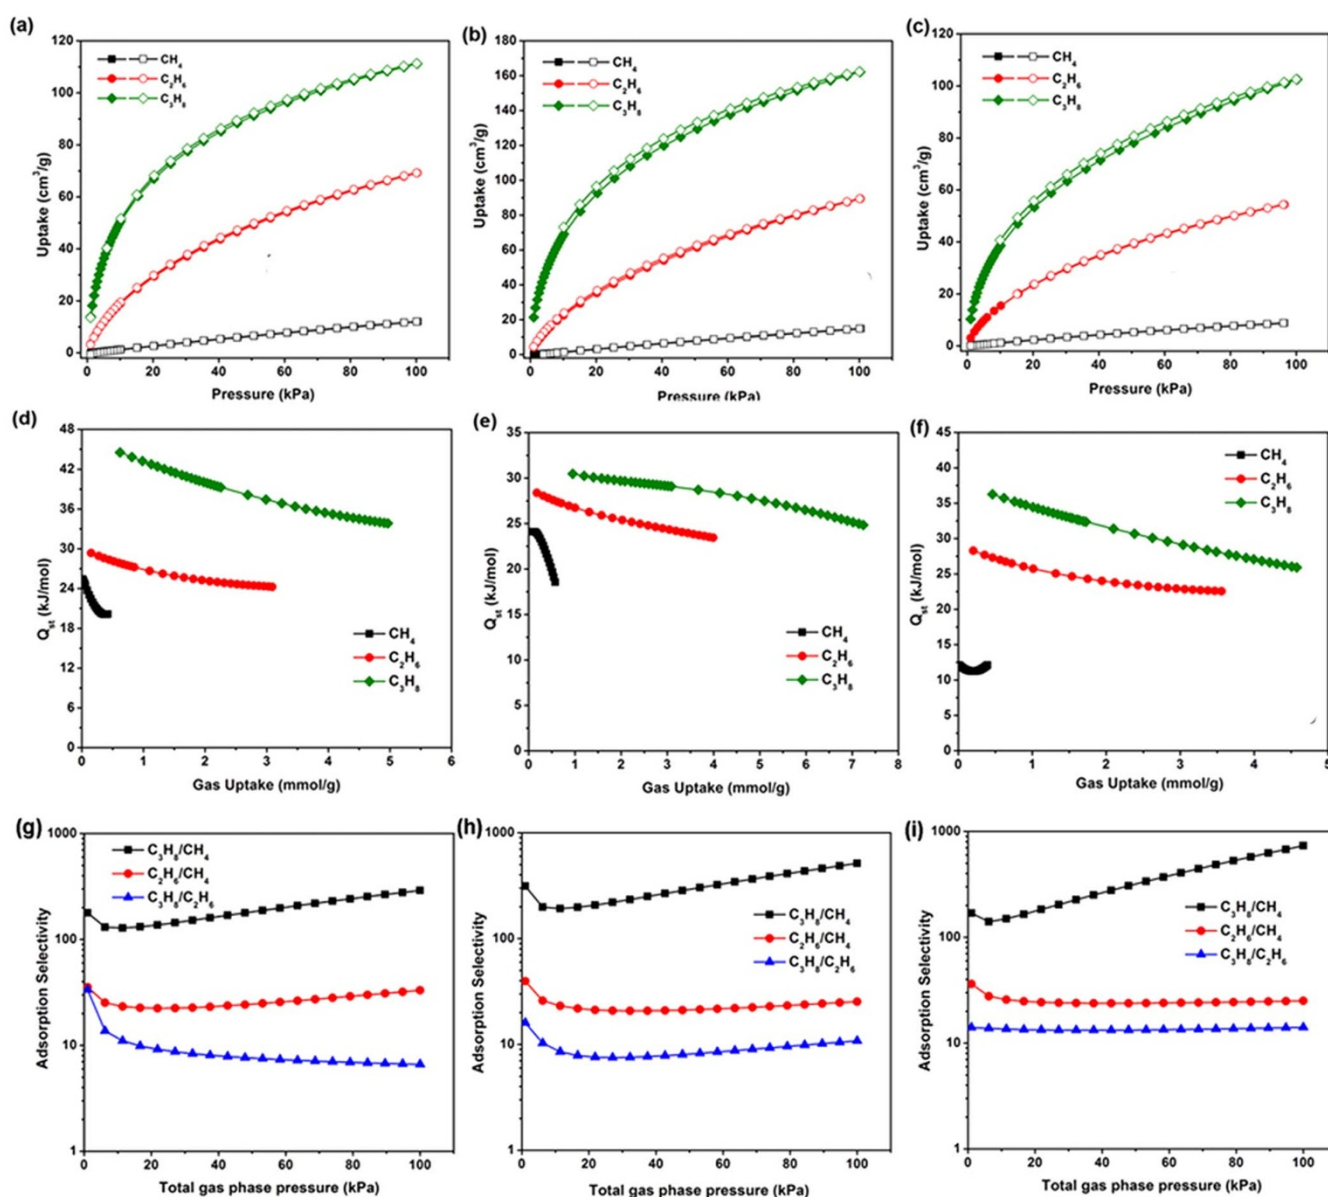 (a)
120
100
80
60
40
20
0
Uptake (cm³/g)
CH₄
C₂H₆
C₃H₈
0 20 40 60 80 100
Pressure (kPa)
(b)
180
160
140
120
100
80
60
40
20
0
Uptake (cm³/g)
CH₄
C₂H₆
C₃H₈
0 20 40 60 80 100
Pressure (kPa)
(c)
120
100
80
60
40
20
0
Uptake (cm³/g)
CH₄
C₂H₆
C₃H₈
0 20 40 60 80 100
Pressure (kPa)
(d)
48
42
36
30
24
18
12
6
0
Qst (kJ/mol)
CH₄
C₂H₆
C₃H₈
0 1 2 3 4 5 6
Gas Uptake (mmol/g)
(e)
35
30
25
20
15
10
5
0
Qst (kJ/mol)
CH₄
C₂H₆
C₃H₈
0 1 2 3 4 5 6 7 8
Gas Uptake (mmol/g)
(f)
45
40
35
30
25
20
15
10
5
0
Qst (kJ/mol)
CH₄
C₂H₆
C₃H₈
0 1 2 3 4 5
Gas Uptake (mmol/g)
(g)
1000
100
10
1
Adsorption Selectivity
C₃H₈/CH₄
C₂H₆/CH₄
C₃H₈/C₂H₆
0 20 40 60 80 100
Total gas phase pressure (kPa)
(h)
1000
100
10
1
Adsorption Selectivity
C₃H₈/CH₄
C₂H₆/CH₄
C₃H₈/C₂H₆
0 20 40 60 80 100
Total gas phase pressure (kPa)
(i)
1000
100
10
1
Adsorption Selectivity
C₃H₈/CH₄
C₂H₆/CH₄
C₃H₈/C₂H₆
0 20 40 60 80 100
Total gas phase pressure (kPa)